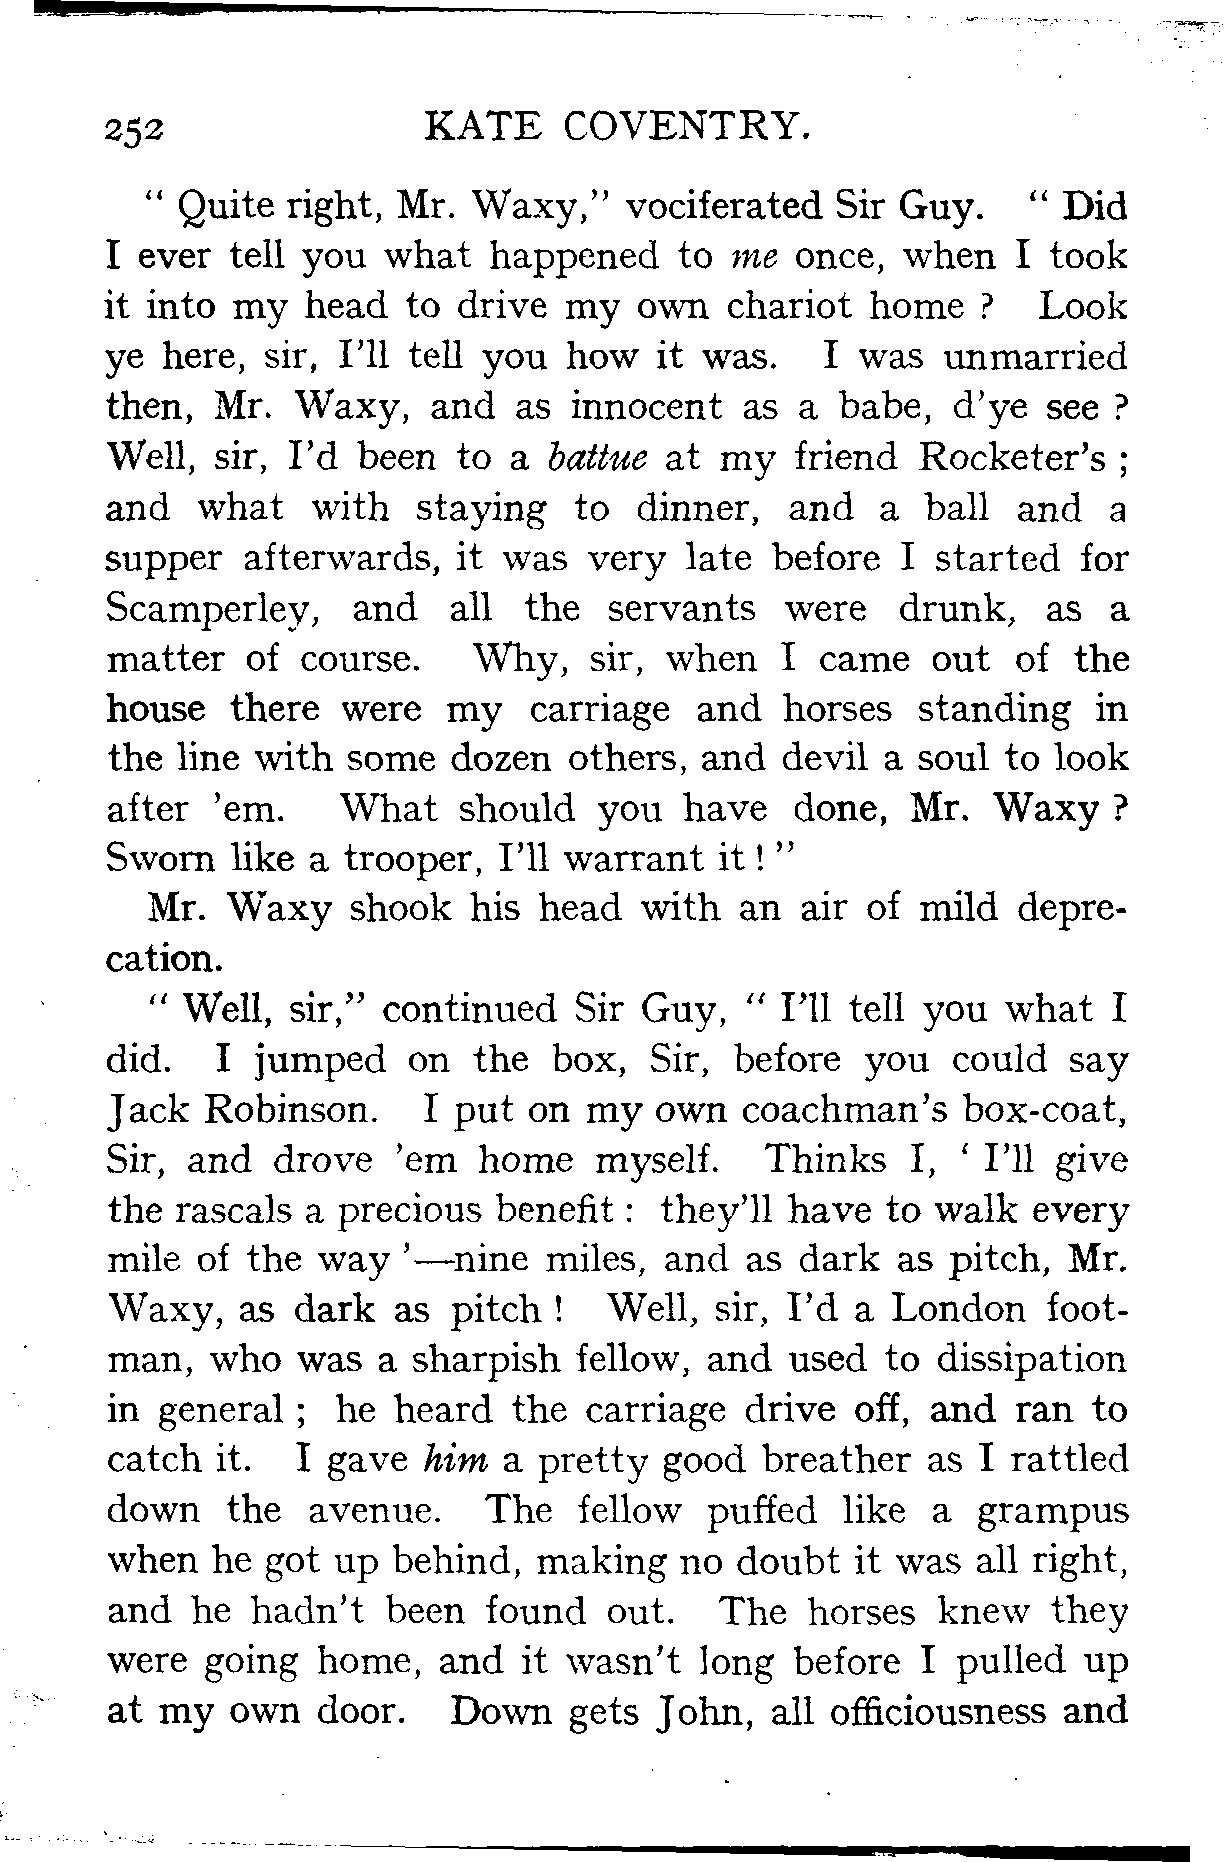 252 KATE COVENTRY.
“ Quite right, Mr. Waxy,” vociferated Sir Guy. “ Did
I ever tell you what happened to me once, when I took
it into my head to drive my own chariot home ? Look
ye here, sir, I’ll tell you how it was. I was unmarried
then, Mr. Waxy, and as innocent as a babe, d’ye see ?
Well, sir, I’d been to a battue at my friend Rocketer’s ;
and what with staying to dinner, and a ball and a
supper afterwards, it was very late before I started for
Scamperley, and all the servants were drunk, as a
matter of course. Why, sir, when I came out of the
house there were my carriage and horses standing in
the line with some dozen others, and devil a soul to look
after ’em. What should you have done, Mr. Waxy ?
Sworn like a trooper, I’ll warrant it ! ”
Mr. Waxy shook his head with an air of mild depre-
cation.
“ Well, sir,” continued Sir Guy, “ I’ll tell you what I
did. I jumped on the box, Sir, before you could say
Jack Robinson. I put on my own coachman’s box-coat,
Sir, and drove ’em home myself. Thinks I, ‘ I’ll give
the rascals a precious benefit : they’ll have to walk every
mile of the way ’—nine miles, and as dark as pitch, Mr.
Waxy, as dark as pitch ! Well, sir, I’d a London foot-
man, who was a sharpish fellow, and used to dissipation
in general ; he heard the carriage drive off, and ran to
catch it. I gave him a pretty good breather as I rattled
down the avenue. The fellow puffed like a grampus
when he got up behind, making no doubt it was all right,
and he hadn’t been found out. The horses knew they
were going home, and it wasn’t long before I pulled up
at my own door. Down gets John, all officiousness and